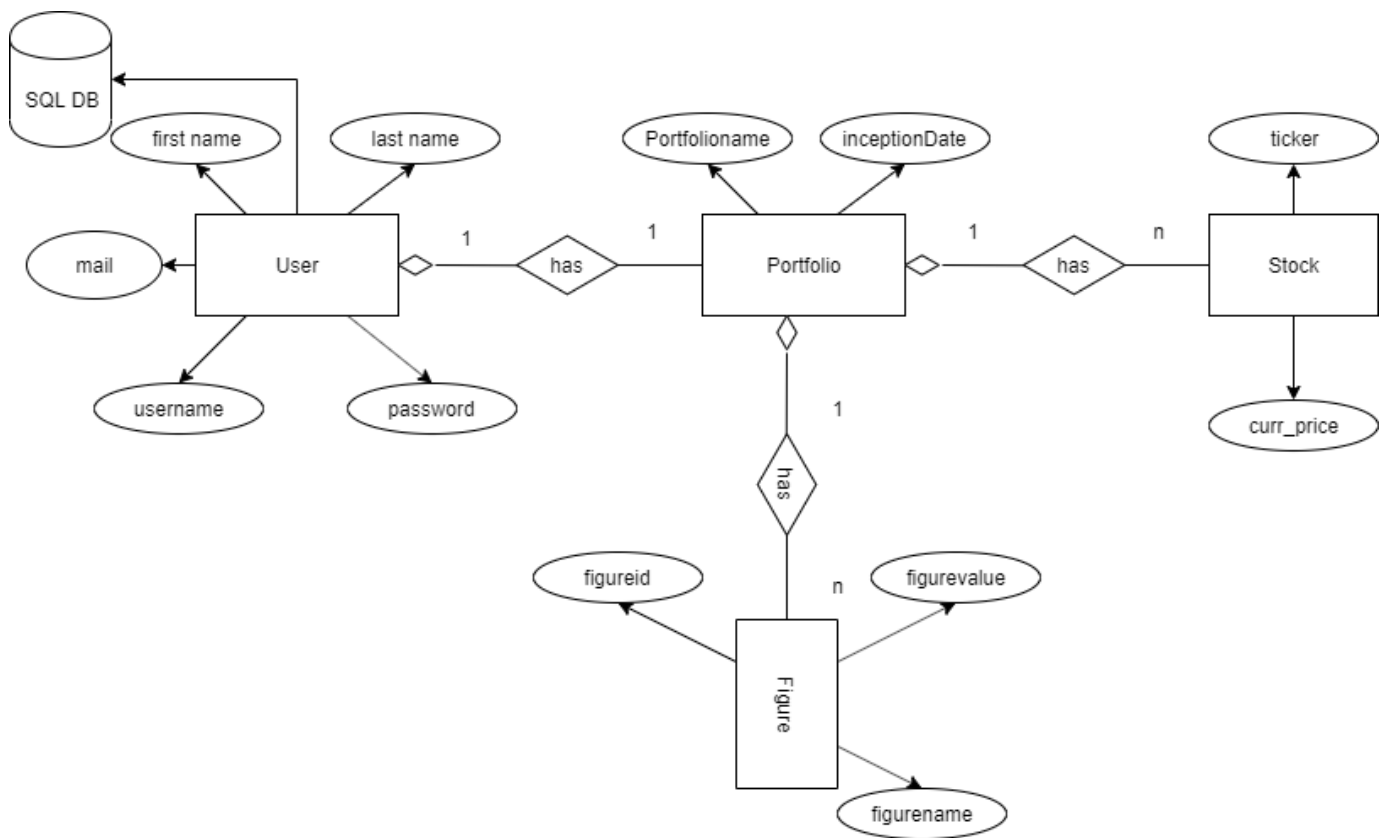 SQL DB
first name
last name
Portfolioname
inceptionDate
ticker
1
1
1
n
mail
User
has
Portfolio
has
Stock
username
password
1
curr_price
has
figureid
figurevalue
n
Figure
figurename